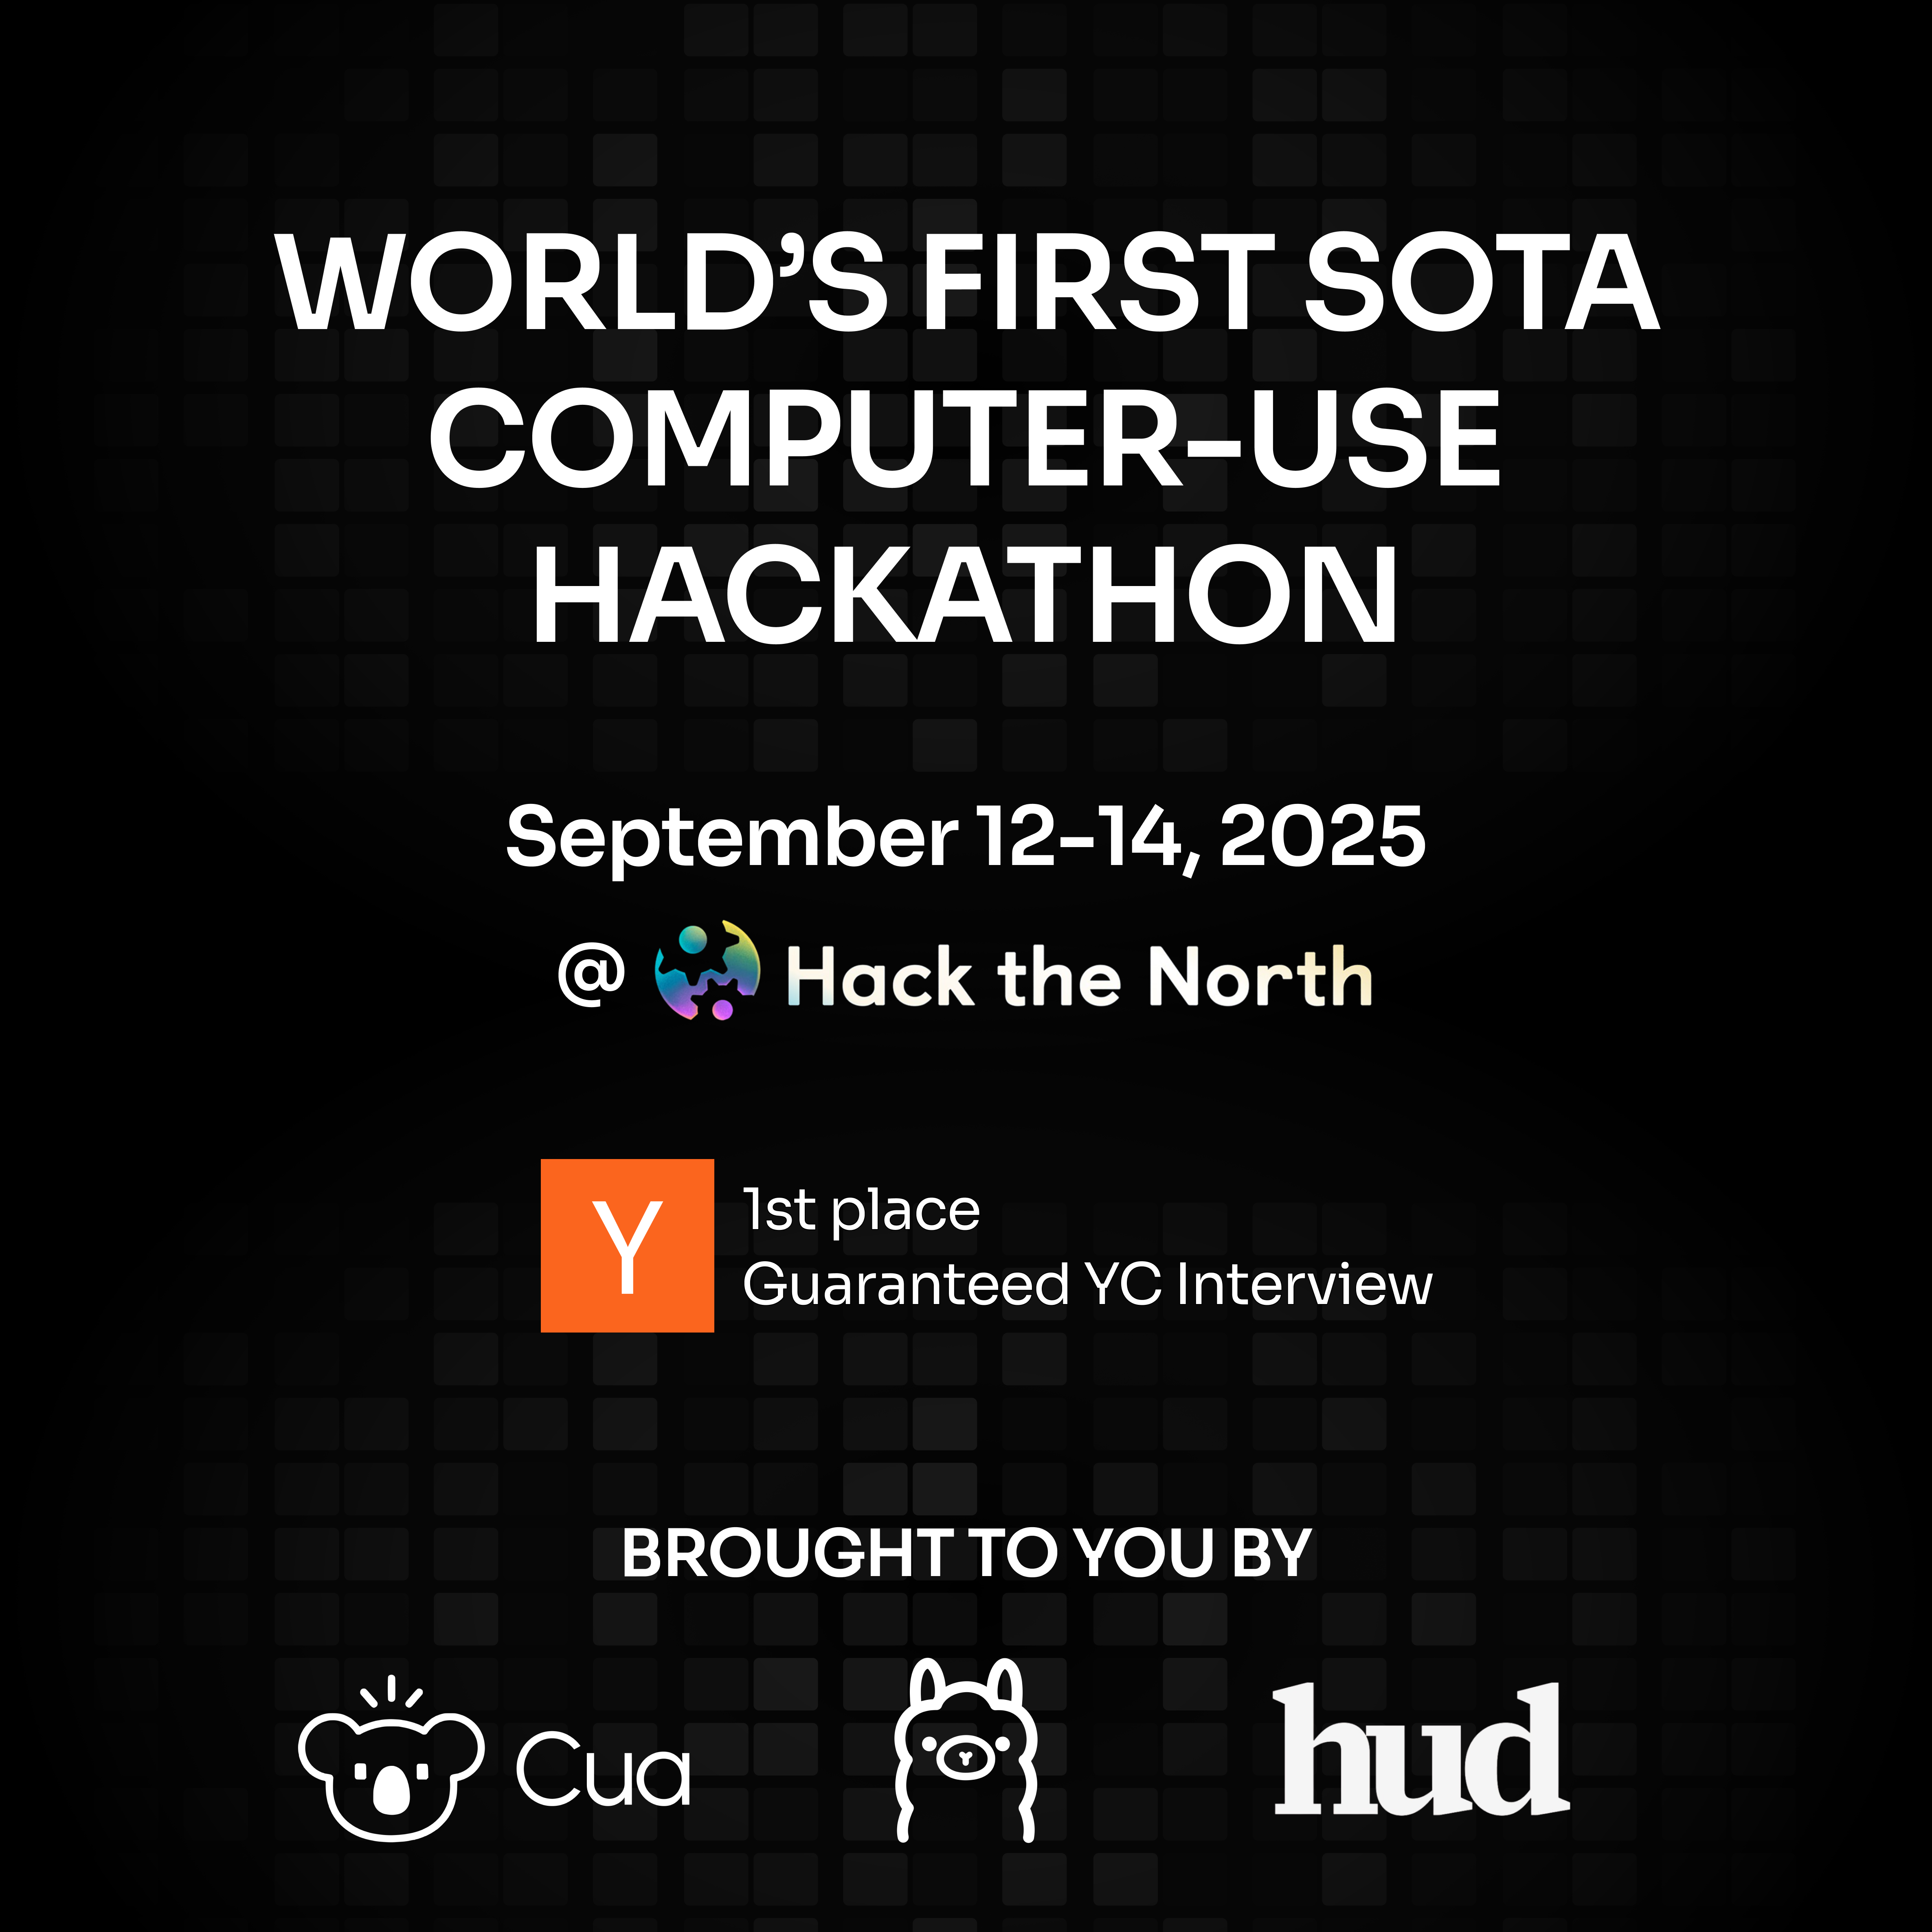 WORLD’S FIRST SOTA
COMPUTER-USE
HACKATHON
September 12-14, 2025
@ Hack the North
Y
1st place
Guaranteed YC Interview
BROUGHT TO YOU BY
Cua
hud